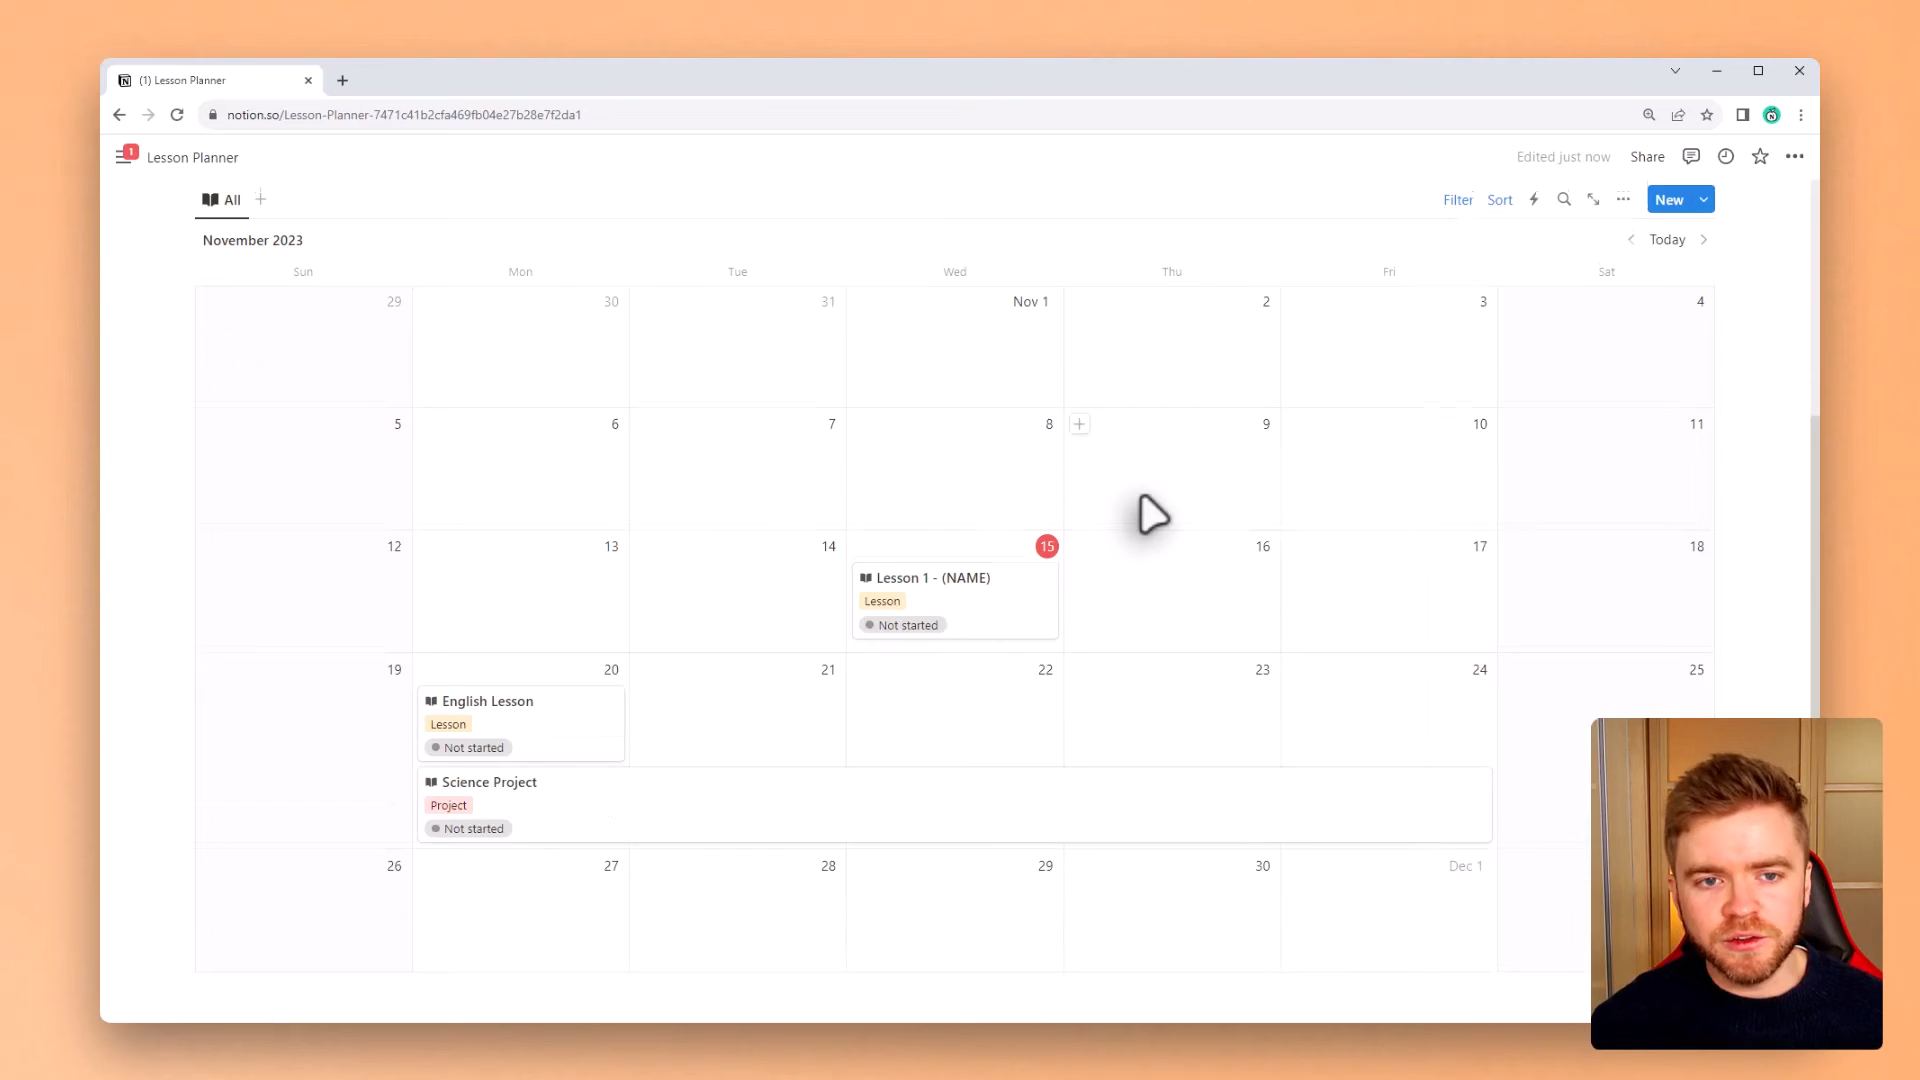 (1) Lesson Planner
notion.so/Lesson-Planner-7471c41b2cfa469fb04e27b28e7f2da1
1
Lesson Planner
Edited just now
Share
All
Filter
Sort
New
November 2023
Today
Sun Mon Tue Wed Thu Fri Sat
29 30 31 Nov 1 2 3 4
5 6 7 8 9 10 11
12 13 14 15 16 17 18
Lesson 1 - (NAME)
Lesson
Not started
19 20 21 22 23 24 25
English Lesson
Lesson
Not started
Science Project
Project
Not started
26 27 28 29 30 Dec 1